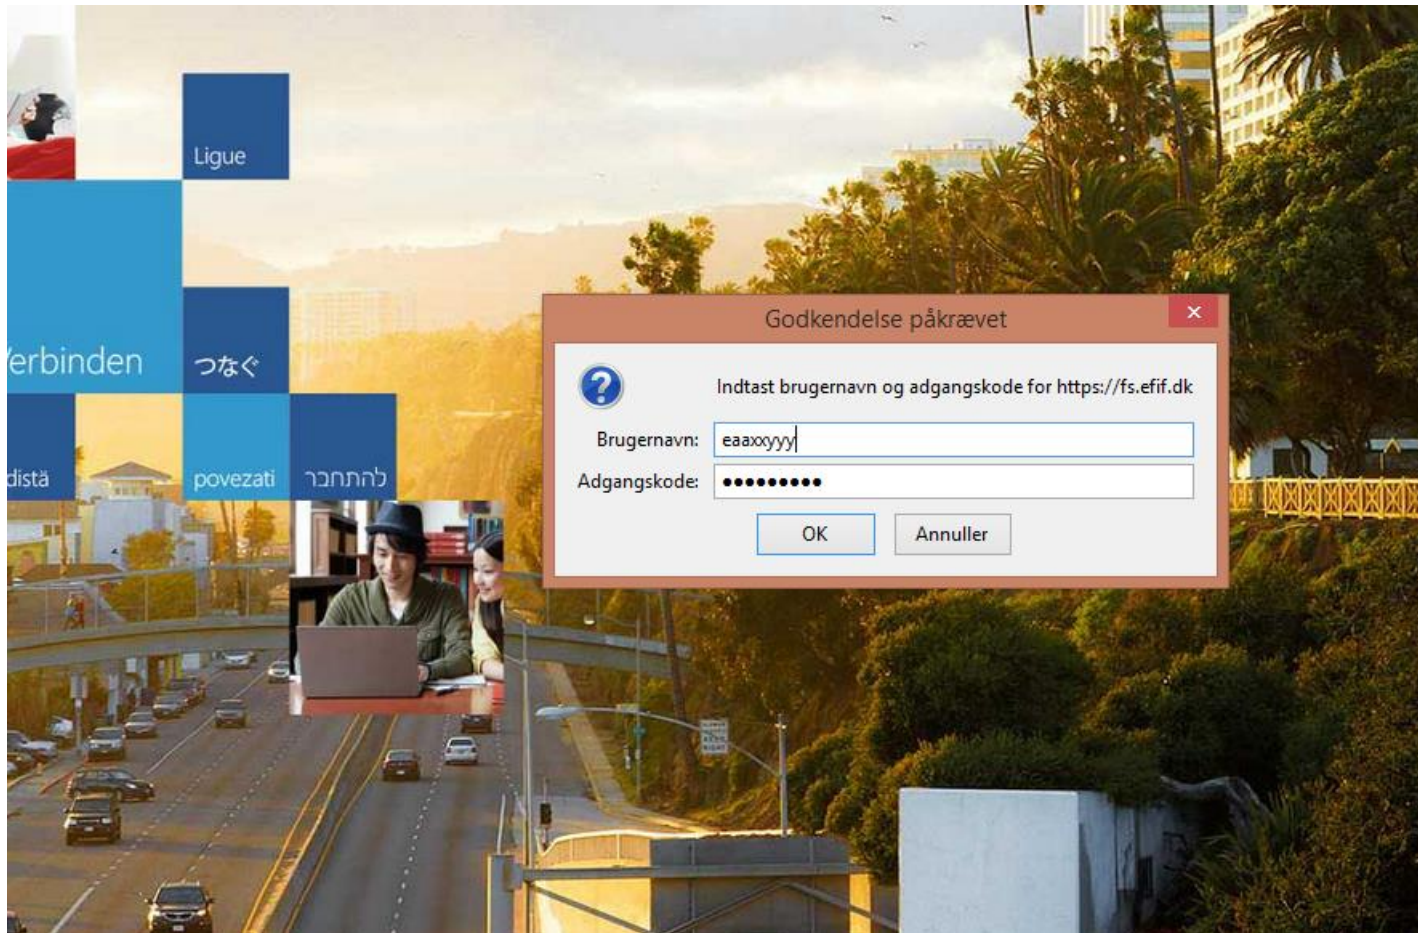 Ligue
erbinden
つなぐ
distä
povezati
להתחבר
Godkendelse påkrævet
Indtast brugernavn og adgangskode for https://fs.efif.dk
Brugernavn: eaaxxyyy
Adgangskode: •••••••••
OK
Annuller